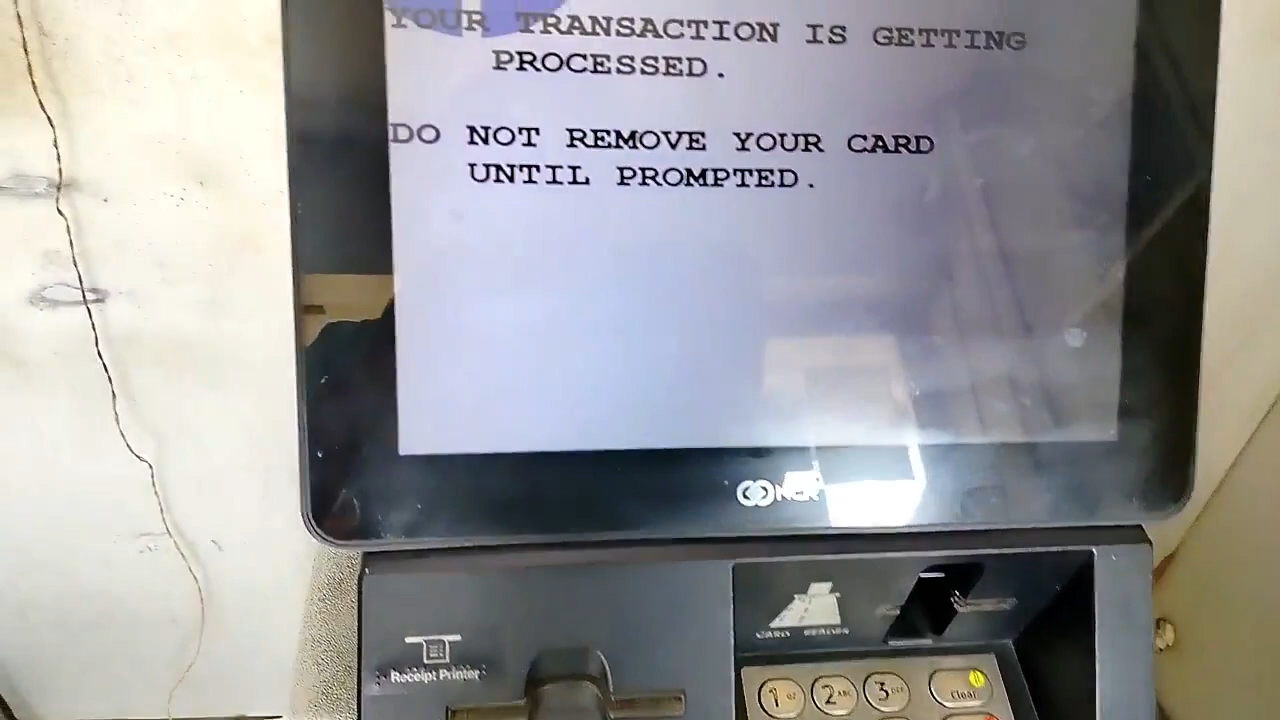 YOUR TRANSACTION IS GETTING
PROCESSED.
DO NOT REMOVE YOUR CARD
UNTIL PROMPTED.
NCR
CARD READER
Receipt Printer
1 QZ 2 ABC 3 DEF Clear